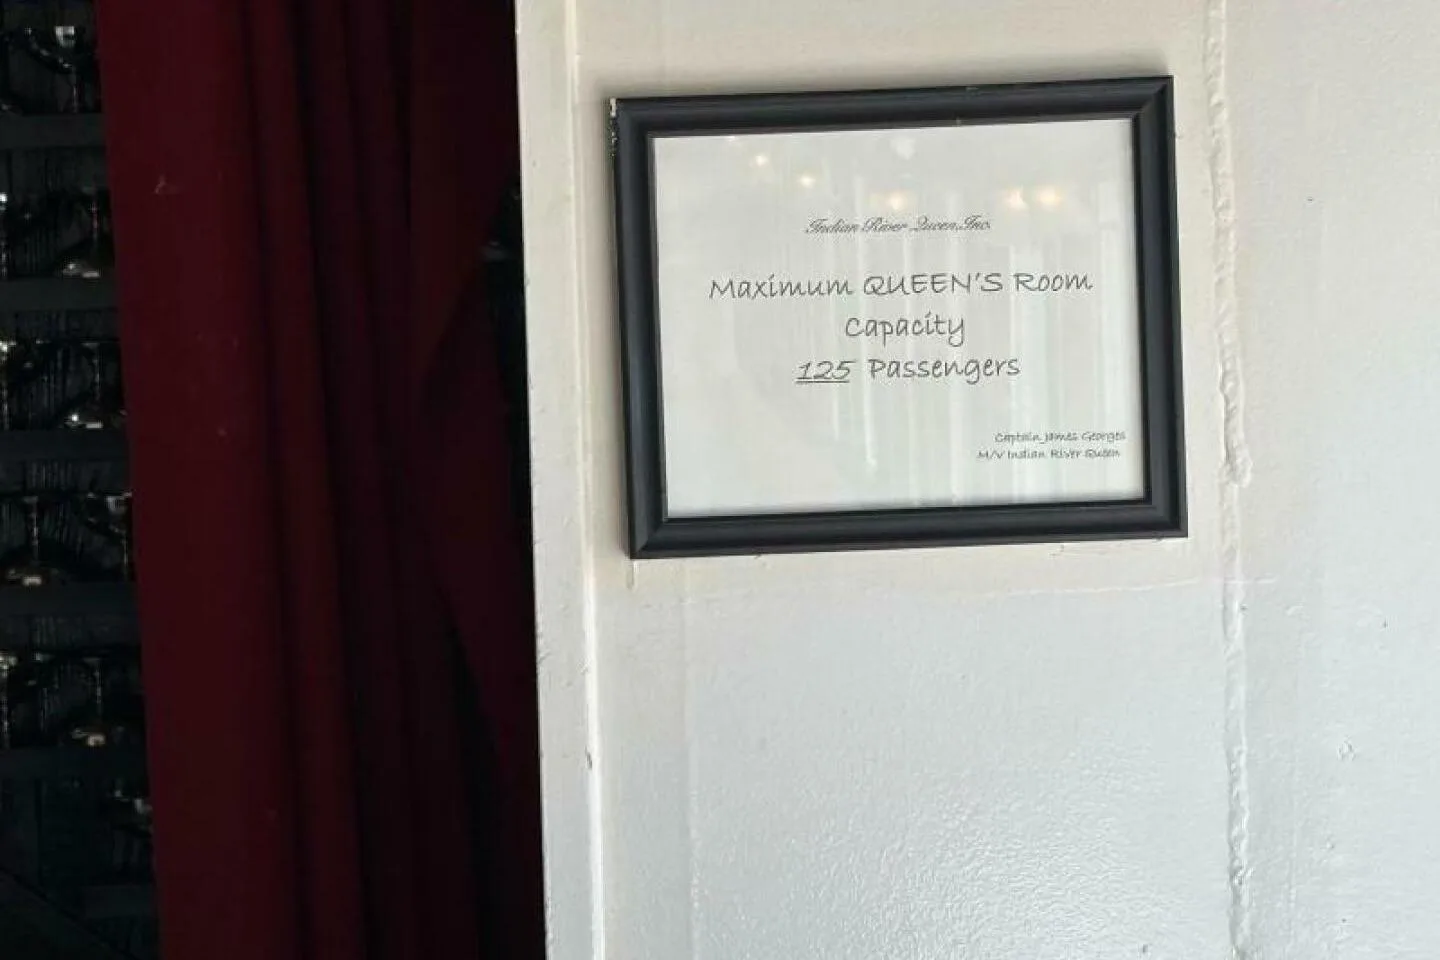 Indian River Queen, Inc.
Maximum QUEEN'S Room
Capacity
125 Passengers
Captain James Georges
M/V Indian River Queen